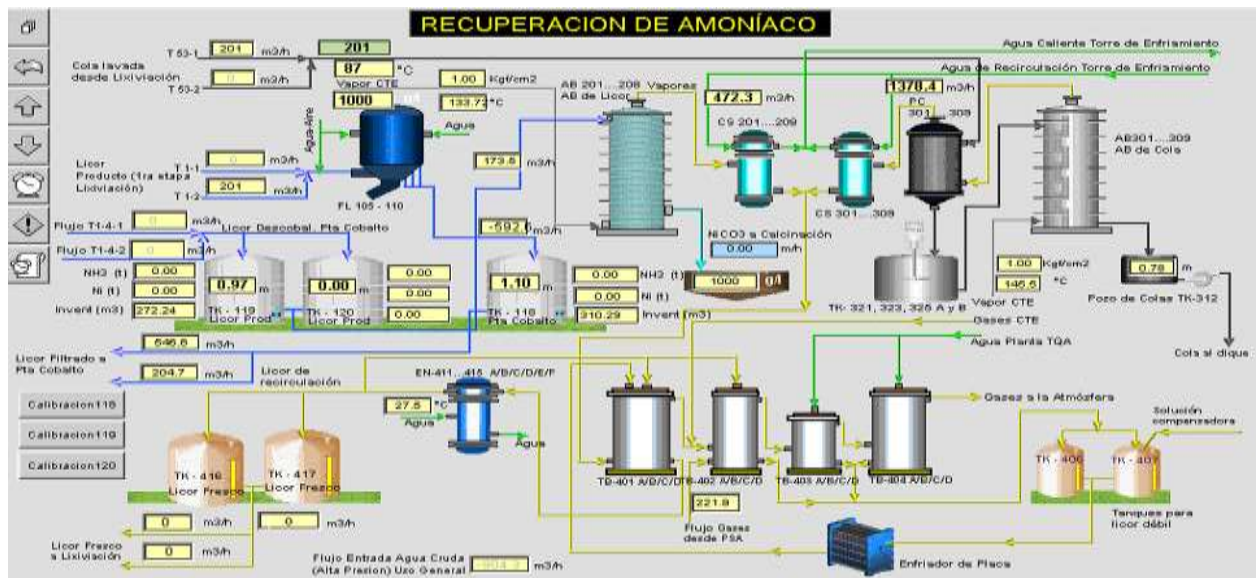 RECUPERACION DE AMONÍACO
T 53-1 201 m3/h
201
Agua Caliente Torre de Enfriamiento
Cola lavada
desde Lixiviación
87 °C
Agua de Recirculación Torre de Enfriamiento
T 53-2 0 m3/h
Vapor CTE
1.00 Kgf/cm2
1000
°C
AB 201...208
AB de Licor
Vapores
472.3 m3/h
1378.4 m3/h
CS 201...209
PC
301...309
Agua-Aire
Agua
AB301...309
AB de Cola
Licor
Producto (1ra etapa
Lixiviación)
T 1-1 0 m3/h
201 m3/h
T 1-2
FL 105 - 110
m3/h
CS 301...309
Flujo T1-4-1 0 m3/h
Licor Descobal. Pta Cobalto
m3/h
NiCO3 a Calcinación
0.00 m/h
Flujo T1-4-2 0 m3/h
NH3 (t) 0.00
0.97 m
0.00 m
0.00
1.10 m
0.00 NH3 (t)
1000
1.00 Kgf/cm2
0.78 m
Ni (t) 0.00
0.00
0.00 Ni (t)
°C
Vapor CTE
Invent (m3) 272.24
TK - 119
Licor Prod
TK - 120
Licor Prod
0.00
TK - 118
Pta Cobalto
310.29 Invent (m3)
TK- 321, 323, 325 A y B
Pozo de Colas TK-312
Gases CTE
m3/h
Agua Planta TQA
Cola al dique
Licor Filtrado a
Pta Cobalto
204.7 m3/h
Licor de
recirculación
EN-411...415 A/B/C/D/E/F
Calibracion118
27.5 °C
Gases a la Atmósfera
Agua
Solución
compensadora
Calibracion119
Agua
Calibracion120
TK - 416
Licor Fresco
TK - 417
Licor Fresco
TB-401 A/B/C/D
TB-402 A/B/C/D
TB-403 A/B/C/D
TB-404 A/B/C/D
TK - 406
TK - 407
221.9
Flujo Gases
desde PSA
Tanques para
licor débil
0 m3/h
0 m3/h
Licor Fresco
a Lixiviación
0 m3/h
Flujo Entrada Agua Cruda
(Alta Presion) Uzo General
m3/h
Enfriador de Placa